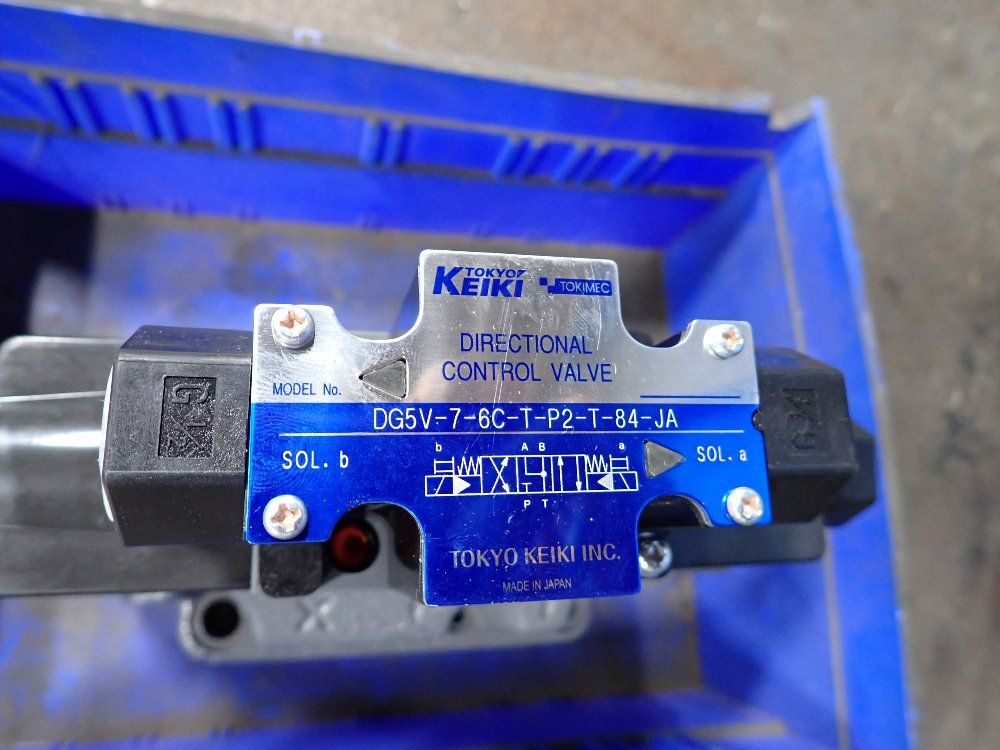 TOKYO
KEIKI TOKIMEC
DIRECTIONAL
CONTROL VALVE
MODEL No.
DG5V-7-6C-T-P2-T-84-JA
SOL. b
b A B a
SOL. a
P T
TOKYO KEIKI INC.
MADE IN JAPAN
X